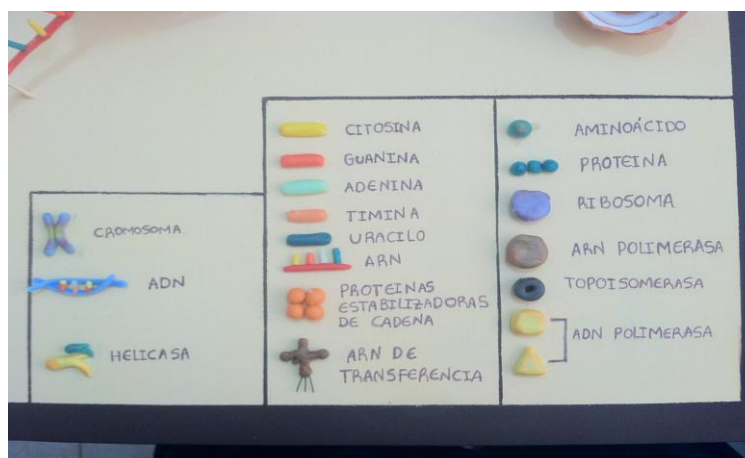 CROMOSOMA
ADN
HELICASA
CITOSINA
GUANINA
ADENINA
TIMINA
URACILO
ARN
PROTEINAS
ESTABILIZADORAS
DE CADENA
ARN DE
TRANSFERENCIA
AMINOÁCIDO
PROTEINA
RIBOSOMA
ARN POLIMERASA
TOPOISOMERASA
ADN POLIMERASA